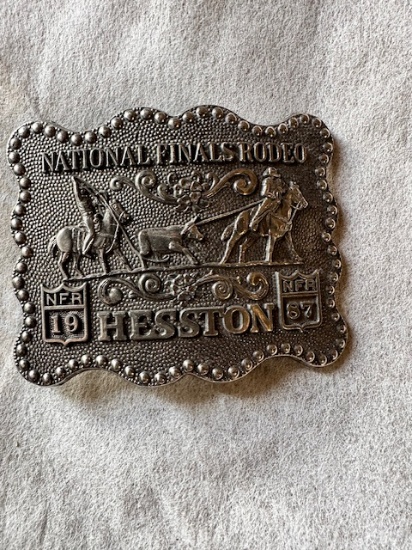 NATIONAL FINALS RODEO
NFR NFR
19 HESSTON 87